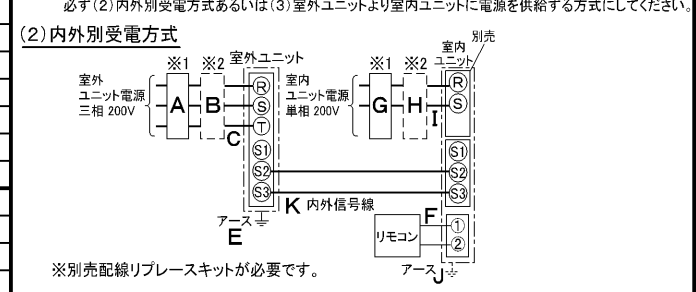 必ず(2)内外別受電方式あるいは(3)室外ユニットより室内ユニットに電源を供給する方式にしてください。
(2)内外別受電方式
別売
室外ユニット
室内
ユニット
※1 ※2
※1 ※2
室外
ユニット電源
三相 200V
A B C
R
S
T
S1
S2
S3
室内
ユニット電源
単相 200V
G H I
R
S
S1
S2
S3
K 内外信号線
アース
E
リモコン
F
①
②
アース J
※別売配線リプレースキットが必要です。